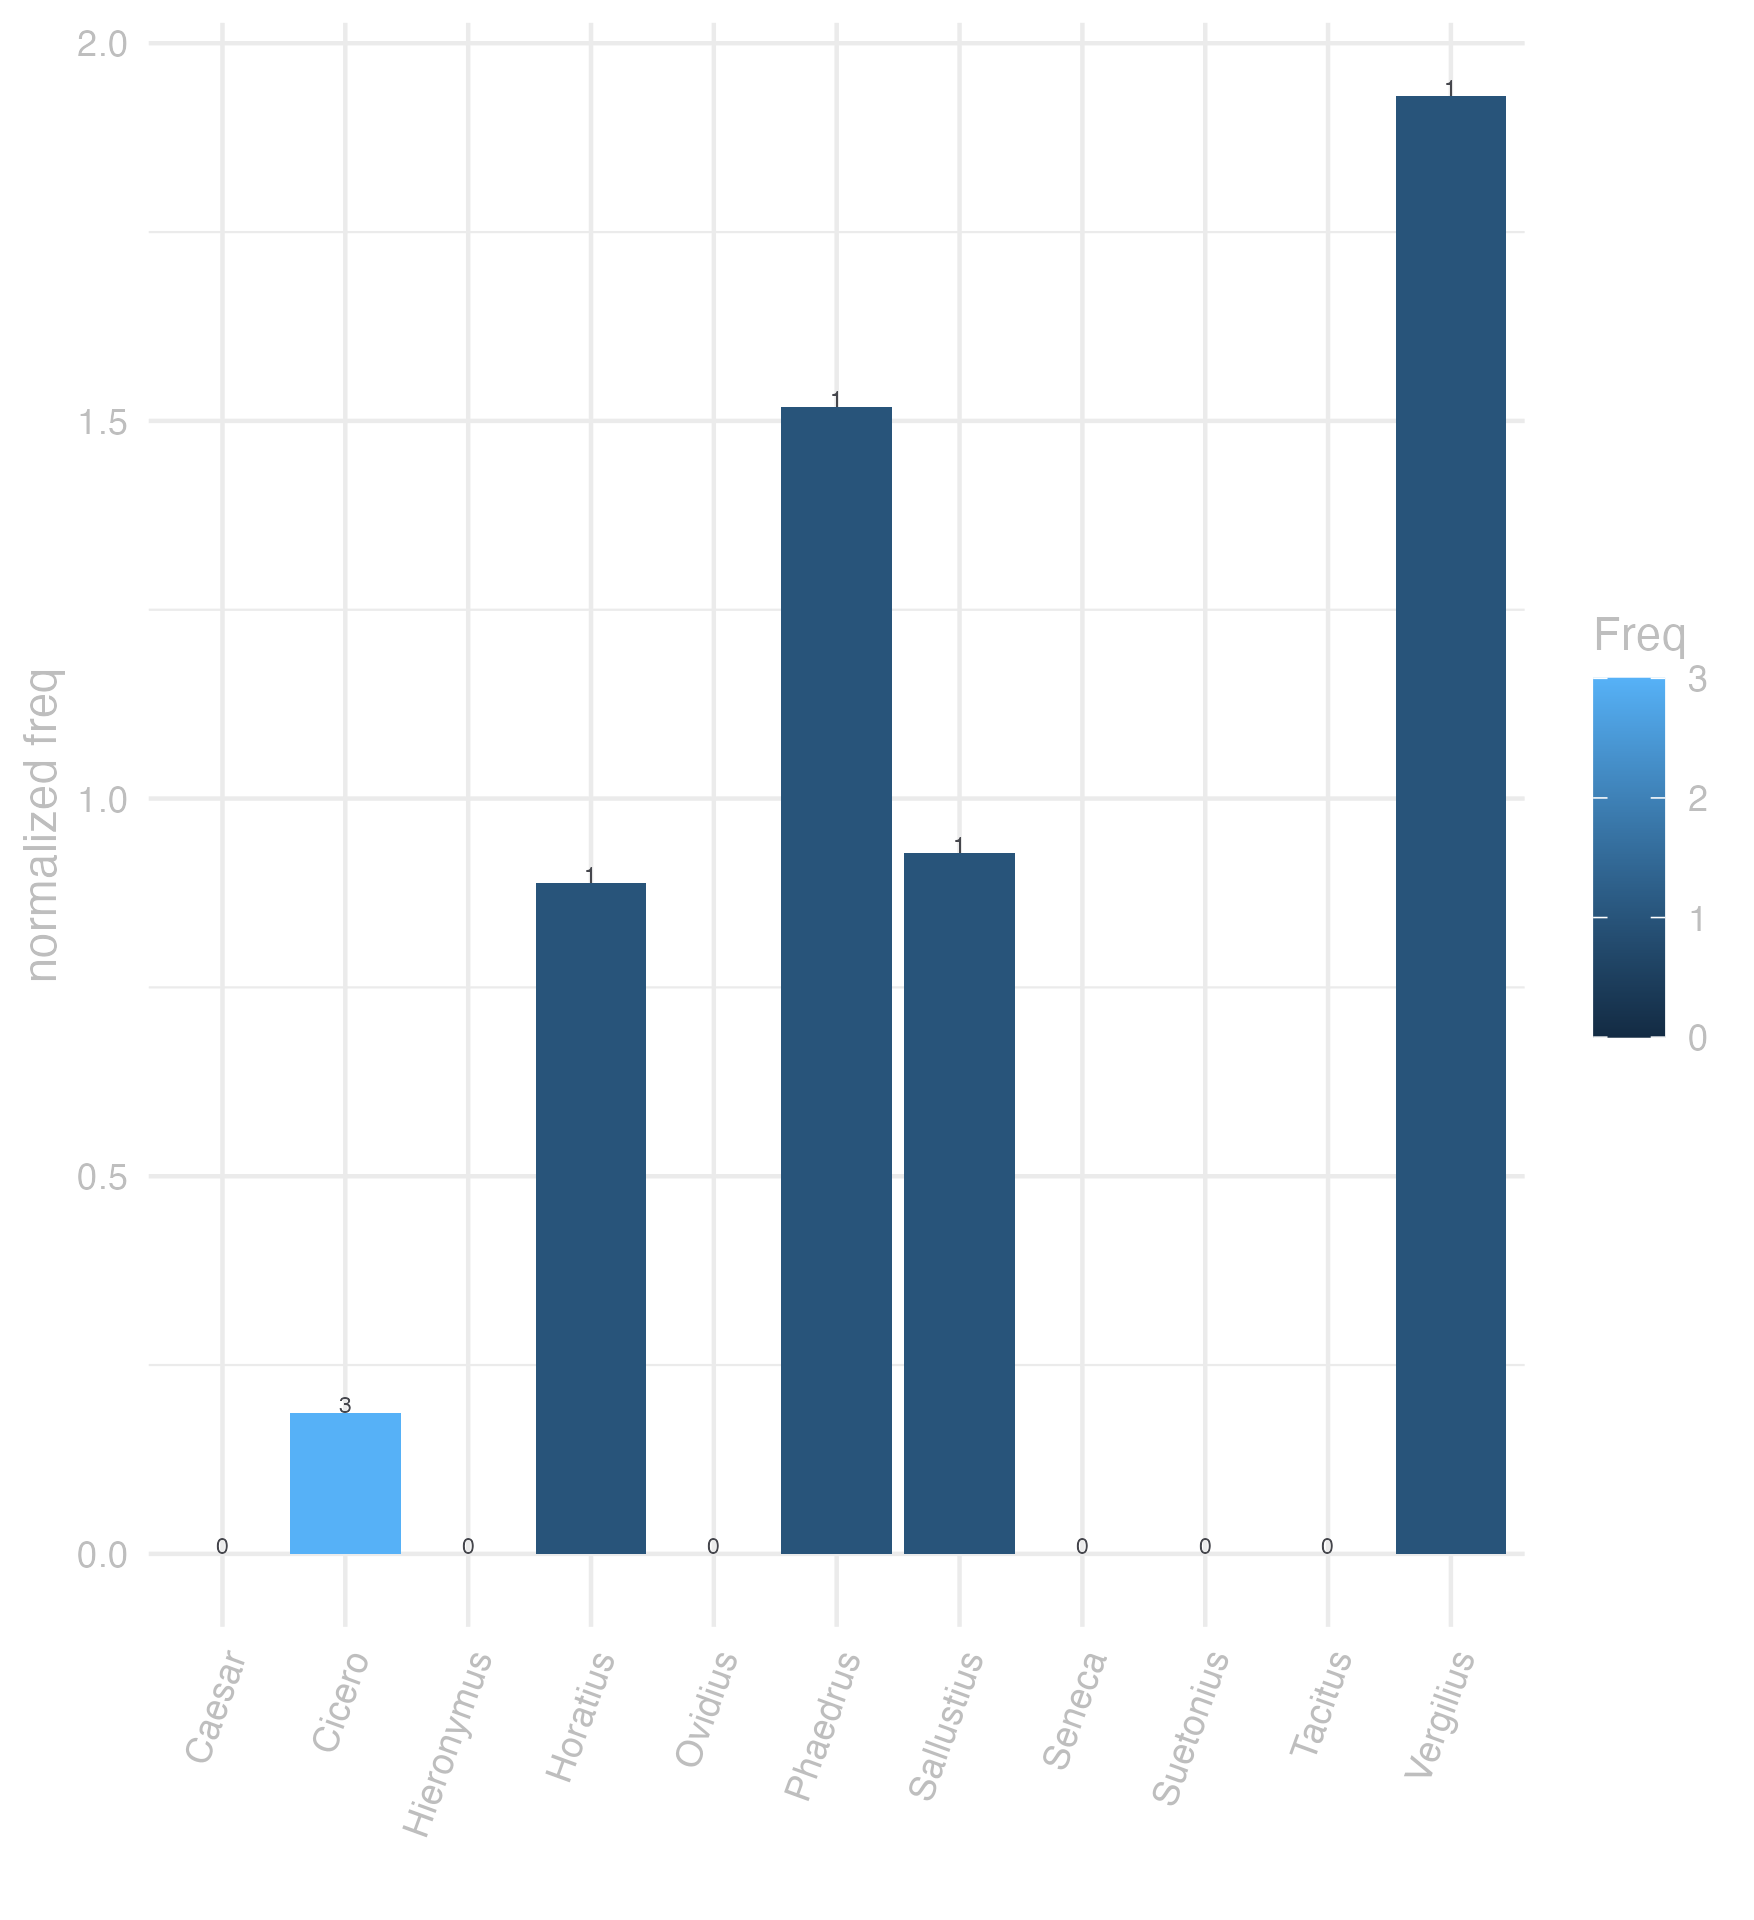 2.0
1.5
1.0
0.5
0.0
normalized freq
0
3
0
1
0
1
1
0
0
0
1
Caesar
Cicero
Hieronymus
Horatius
Ovidius
Phaedrus
Sallustius
Seneca
Suetonius
Tacitus
Vergilius
Freq
3
2
1
0